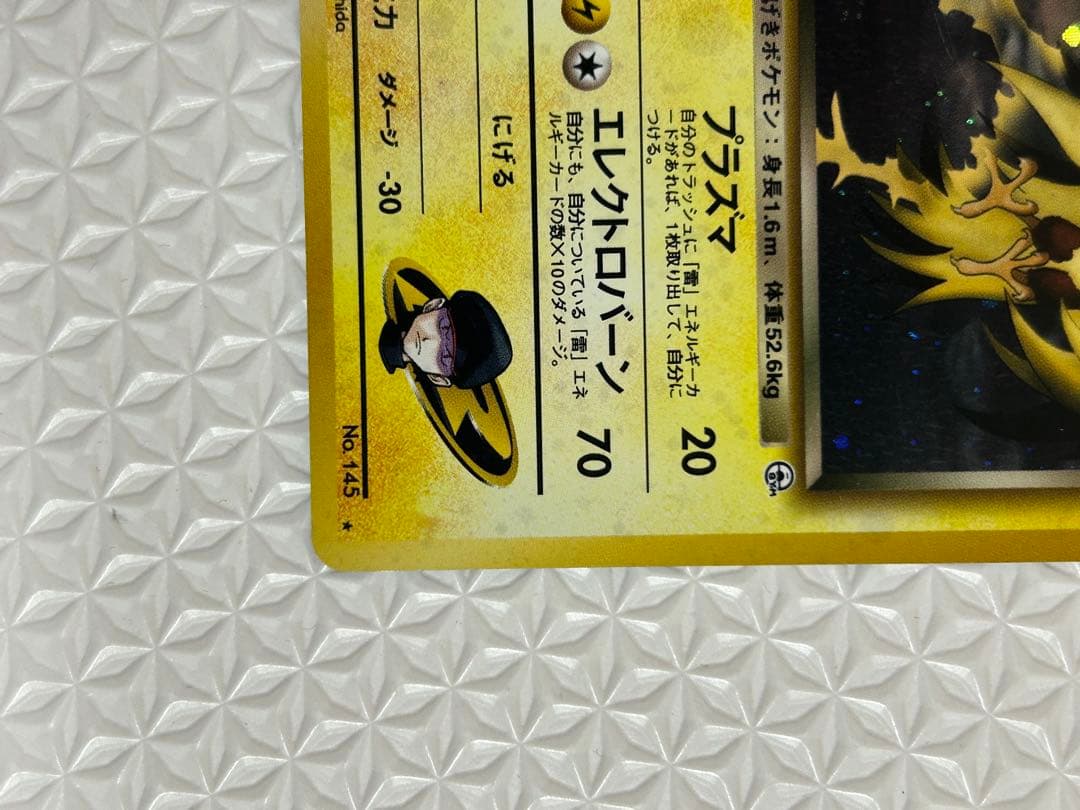 げきポケモン：身長1.6m、体重52.6kg
GYM
プラズマ 20
自分のトラッシュに「雷」エネルギーカ
ードがあれば、1枚取り出して、自分に
つける。
エレクトロバーン 70
自分にも、自分についている「雷」エネ
ルギーカードの数×10のダメージ。
にげる
ダメージ -30
R
No. 145 ★